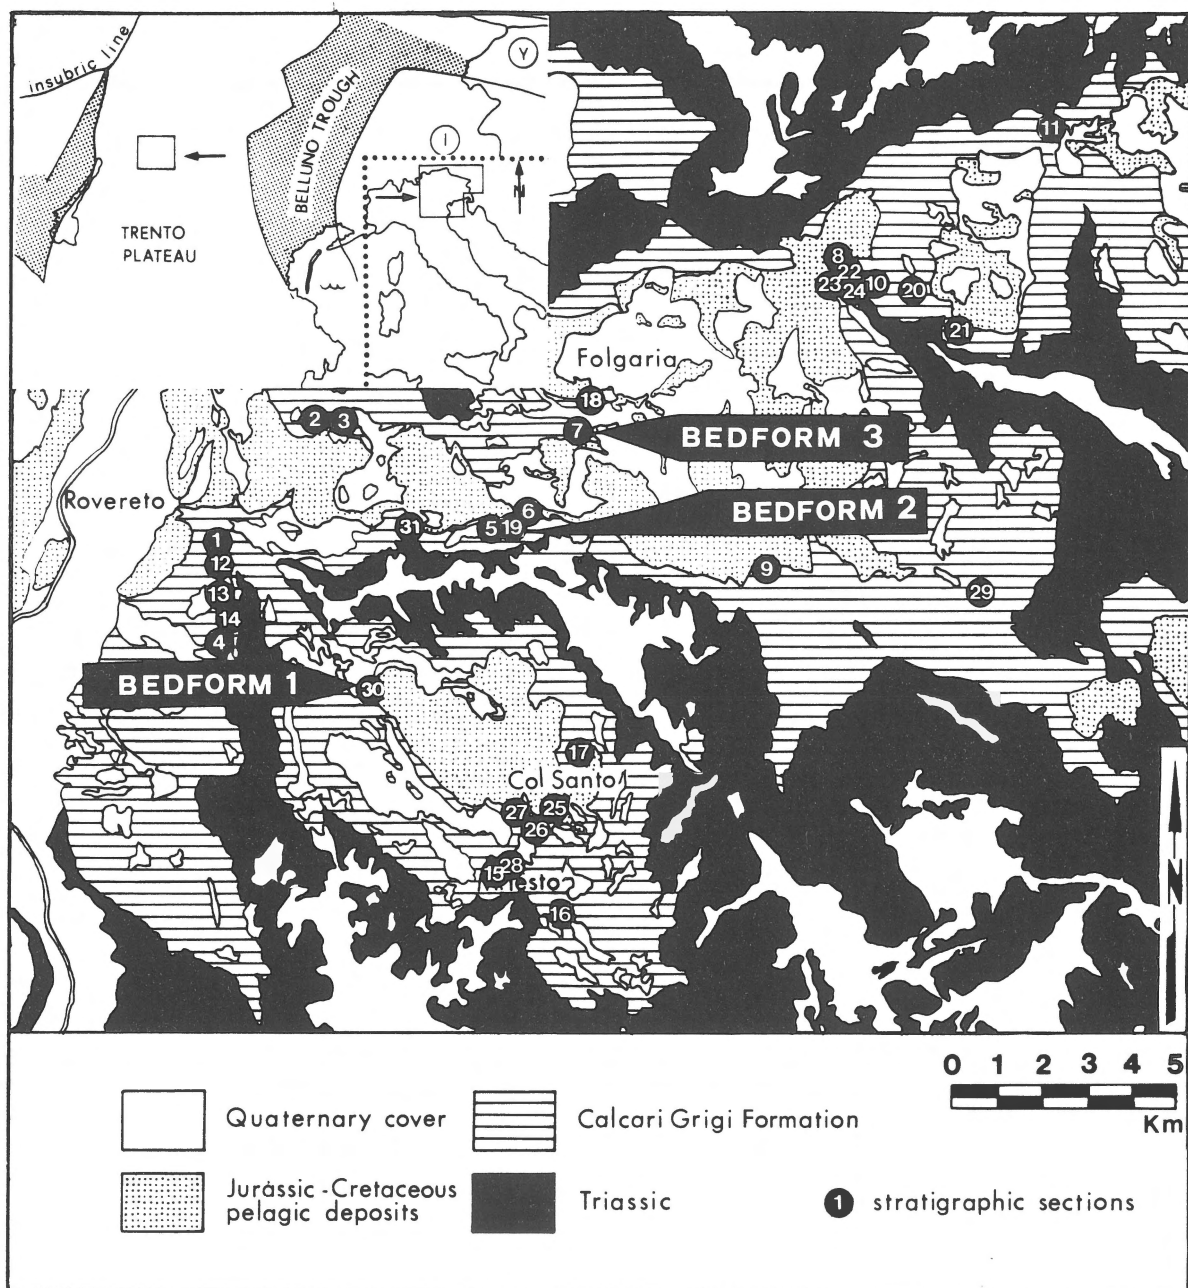 insubric line
Y
BELLUNO TROUGH
I
N
TRENTO
PLATEAU
11
8
22
23
24
10
20
21
Folgaria
18
2
3
7
BEDFORM 3
Rovereto
BEDFORM 2
6
5
19
31
1
12
9
13
29
14
4
BEDFORM 1
30
17
Col Santo
27
25
26
15
28
16
N
0 1 2 3 4 5
Km
Quaternary cover
Calcari Grigi Formation
Jurássic-Cretaceous
pelagic deposits
Triassic
1
stratigraphic sections